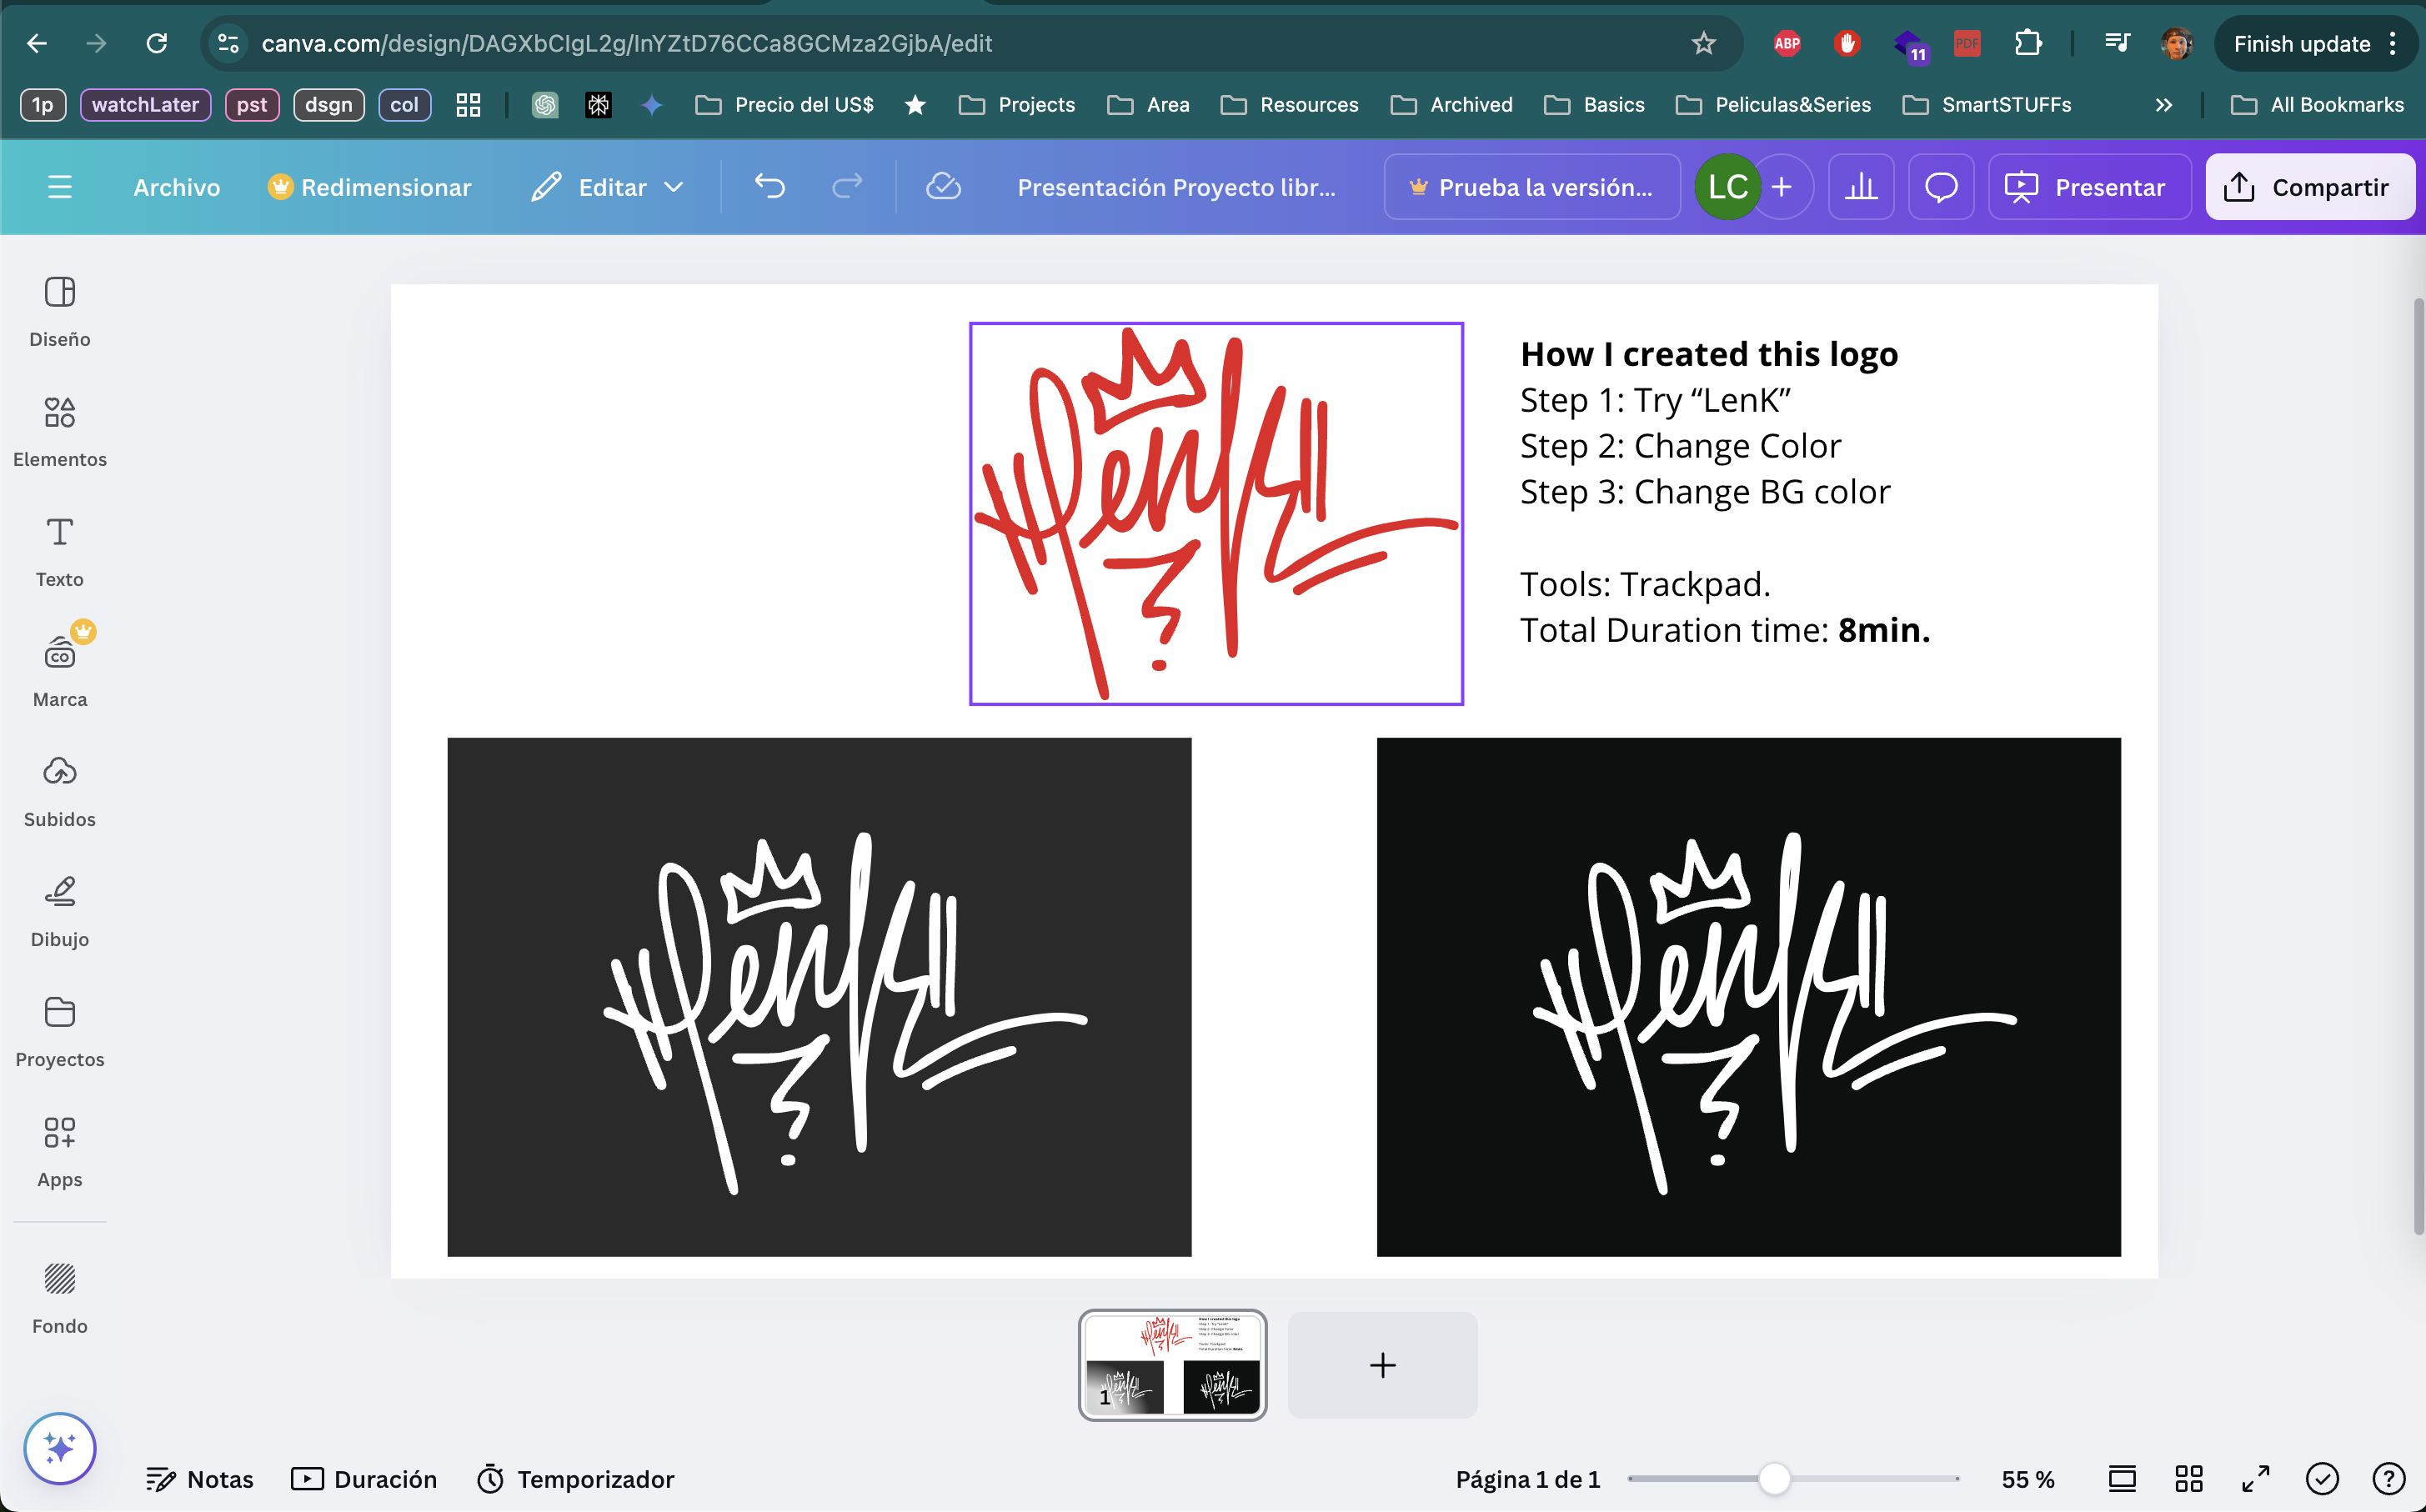 canva.com/design/DAGXbCIgL2g/lnYZtD76CCa8GCMza2GjbA/edit
ABP
11
PDF
Finish update
1p
watchLater
pst
dsgn
col
Precio del US$
Projects
Area
Resources
Archived
Basics
Peliculas&Series
SmartSTUFFs
All Bookmarks
Archivo
Redimensionar
Editar
Presentación Proyecto libr...
Prueba la versión...
LC
Presentar
Compartir
Diseño
Elementos
Texto
CO
Marca
Subidos
Dibujo
Proyectos
Apps
Fondo
How I created this logo
Step 1: Try “LenK”
Step 2: Change Color
Step 3: Change BG color
Tools: Trackpad.
Total Duration time: 8min.
1
Notas
Duración
Temporizador
Página 1 de 1
55 %